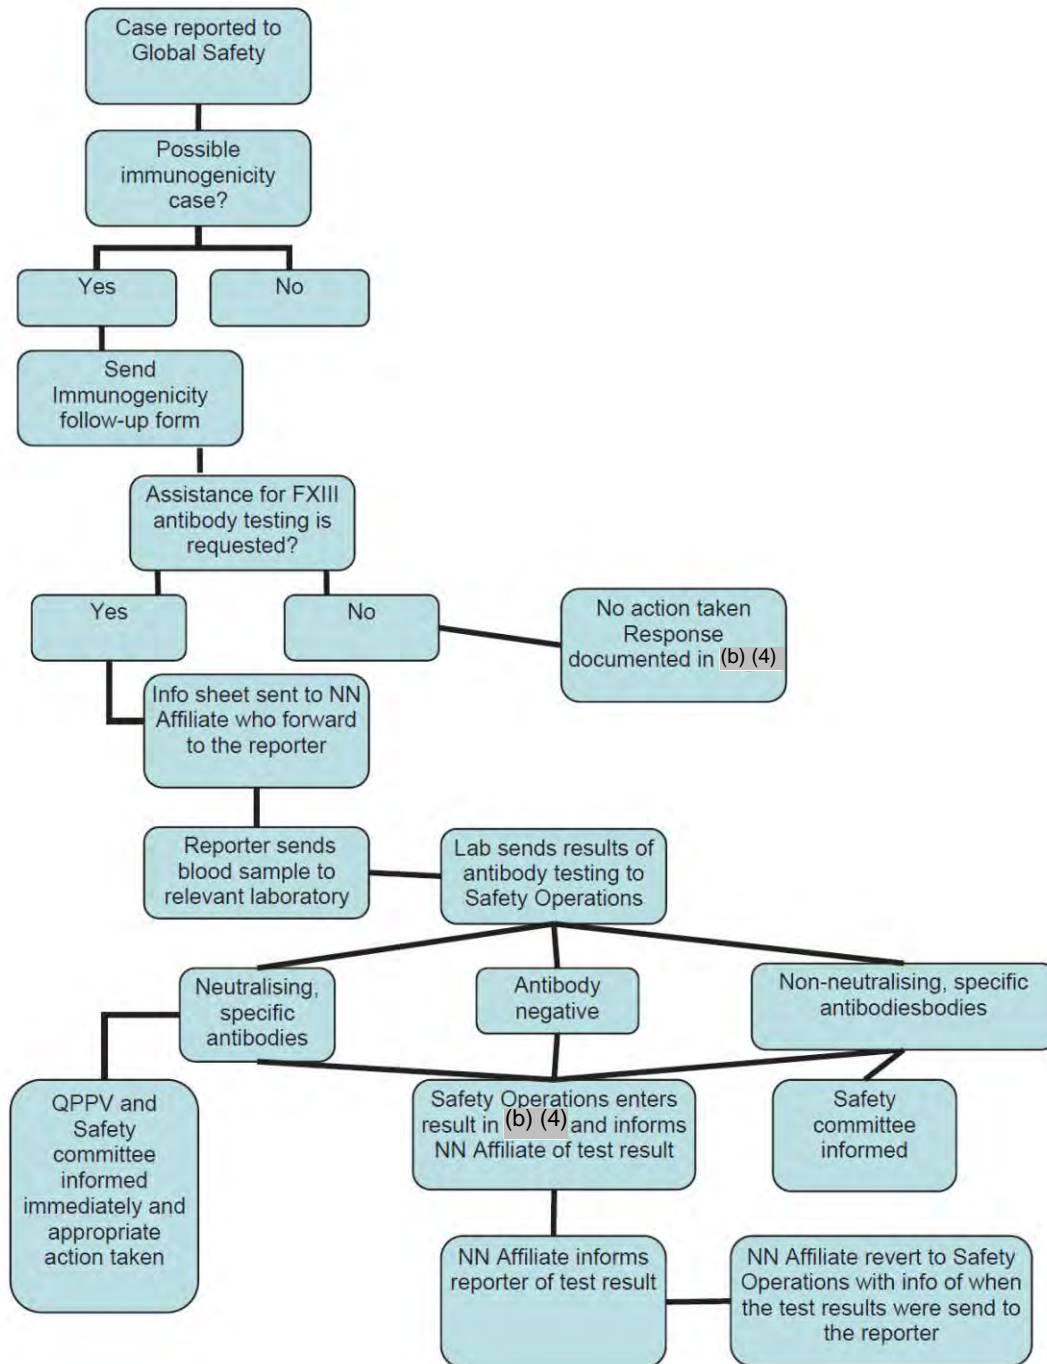 Case reported to
Global Safety
Possible
immunogenicity
case?
Yes
No
Send
Immunogenicity
follow-up form
Assistance for FXIII
antibody testing is
requested?
Yes
No
No action taken
Response
documented in (b) (4)
Info sheet sent to NN
Affiliate who forward
to the reporter
Reporter sends
blood sample to
relevant laboratory
Lab sends results of
antibody testing to
Safety Operations
Neutralising,
specific
antibodies
Antibody
negative
Non-neutralising, specific
antibodiesbodies
QPPV and
Safety
committee
informed
immediately and
appropriate
action taken
Safety Operations enters
result in (b) (4) and informs
NN Affiliate of test result
Safety
committee
informed
NN Affiliate informs
reporter of test result
NN Affiliate revert to Safety
Operations with info of when
the test results were send to
the reporter